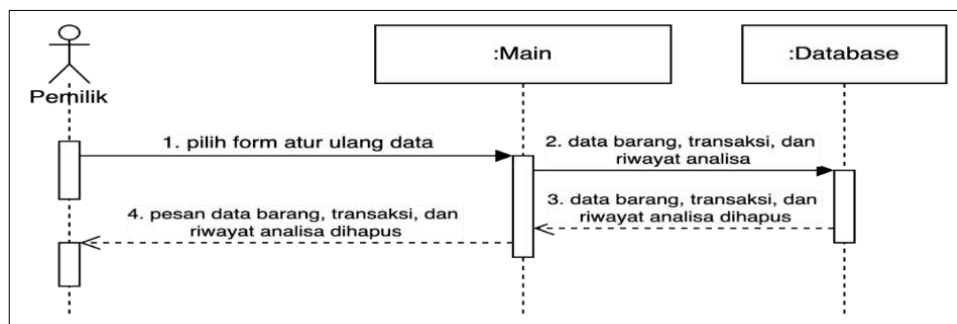 :Main
:Database
Pemilik
1. pilih form atur ulang data
2. data barang, transaksi, dan
riwayat analisa
3. data barang, transaksi, dan
riwayat analisa dihapus
4. pesan data barang, transaksi, dan
riwayat analisa dihapus